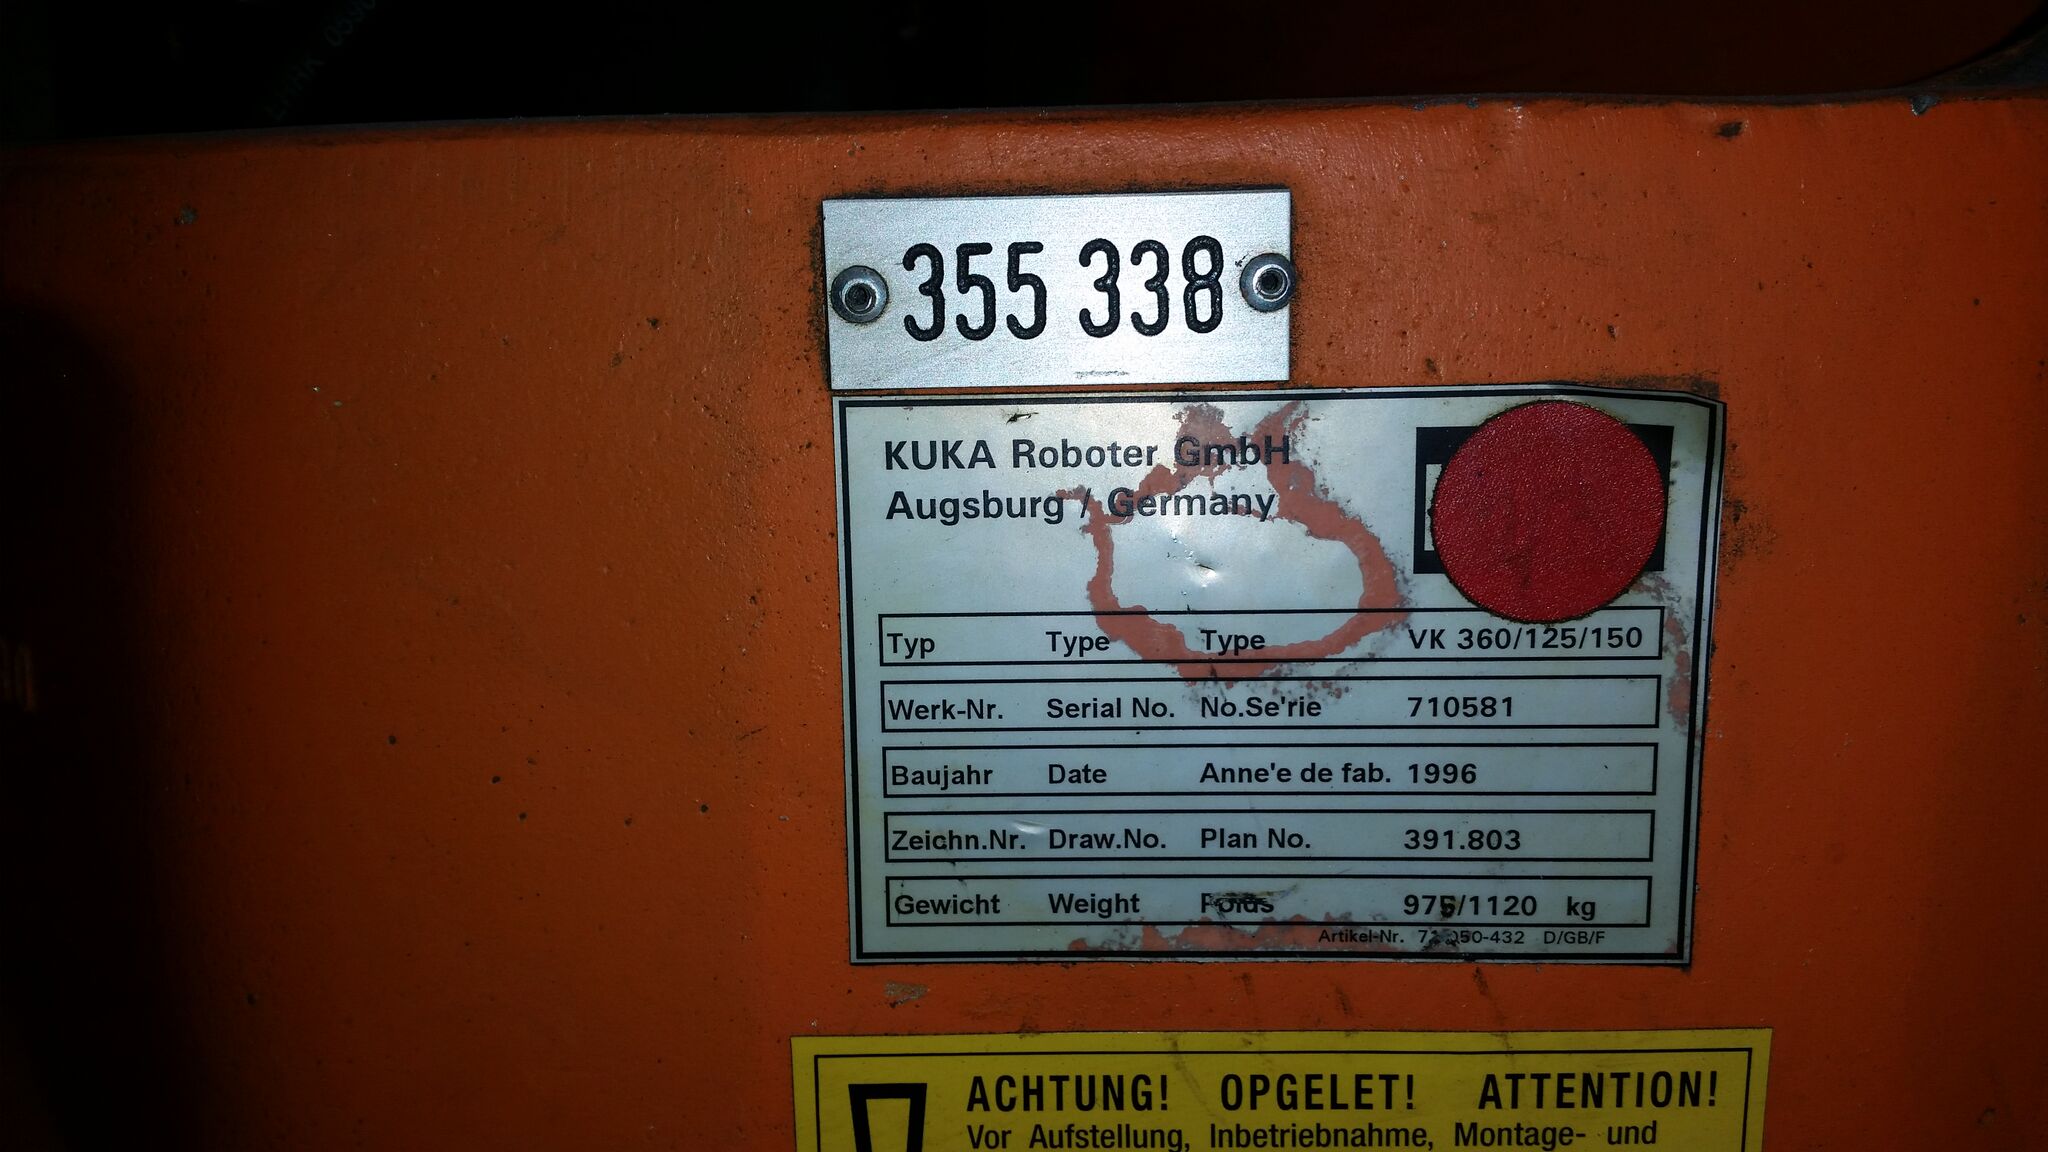 355 338
KUKA Roboter GmbH
Augsburg / Germany
Typ Type Type VK 360/125/150
Werk-Nr. Serial No. No.Se'rie 710581
Baujahr Date Anne'e de fab. 1996
Zeichn.Nr. Draw.No. Plan No. 391.803
Gewicht Weight Poids 975/1120 kg
Artikel-Nr. D/GB/F
ACHTUNG! OPGELET! ATTENTION!
Vor Aufstellung, Inbetriebnahme, Montage- und